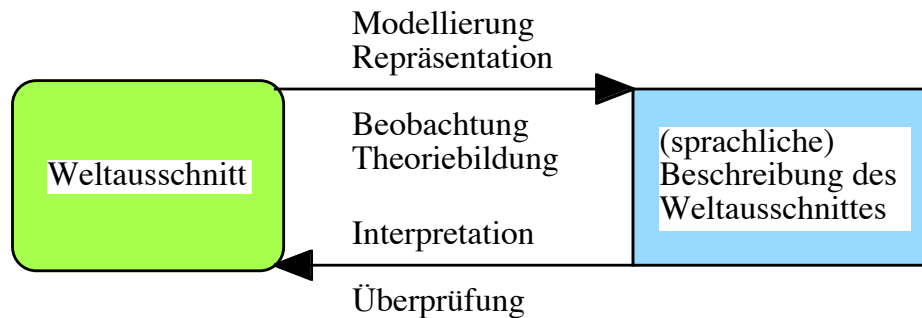 Modellierung
Repräsentation
Beobachtung
Theoriebildung
Weltausschnitt
(sprachliche)
Beschreibung des
Weltausschnittes
Interpretation
Überprüfung